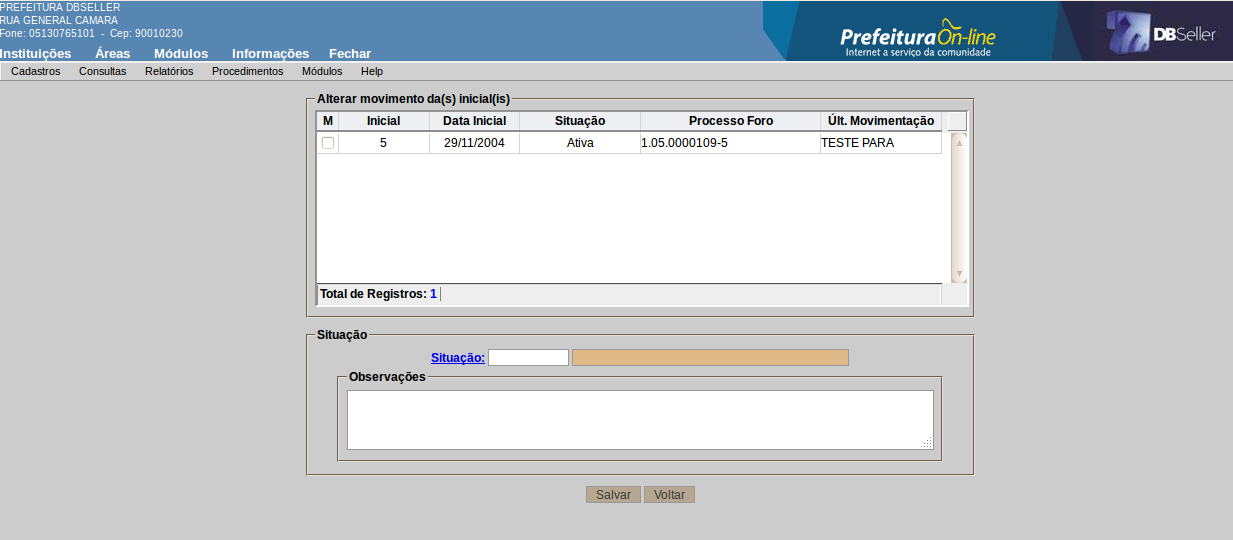 PREFEITURA DBSELLER
RUA GENERAL CAMARA
Fone: 05130765101 - Cep: 90010230
Prefeitura On-line
Internet a serviço da comunidade
DBSeller
Instituições Áreas Módulos Informações Fechar
Cadastros Consultas Relatórios Procedimentos Módulos Help
Alterar movimento da(s) inicial(is)
M Inicial Data Inicial Situação Processo Foro Últ. Movimentação
5 29/11/2004 Ativa 1.05.0000109-5 TESTE PARA
Total de Registros: 1
Situação
Situação:
Observações
Salvar Voltar